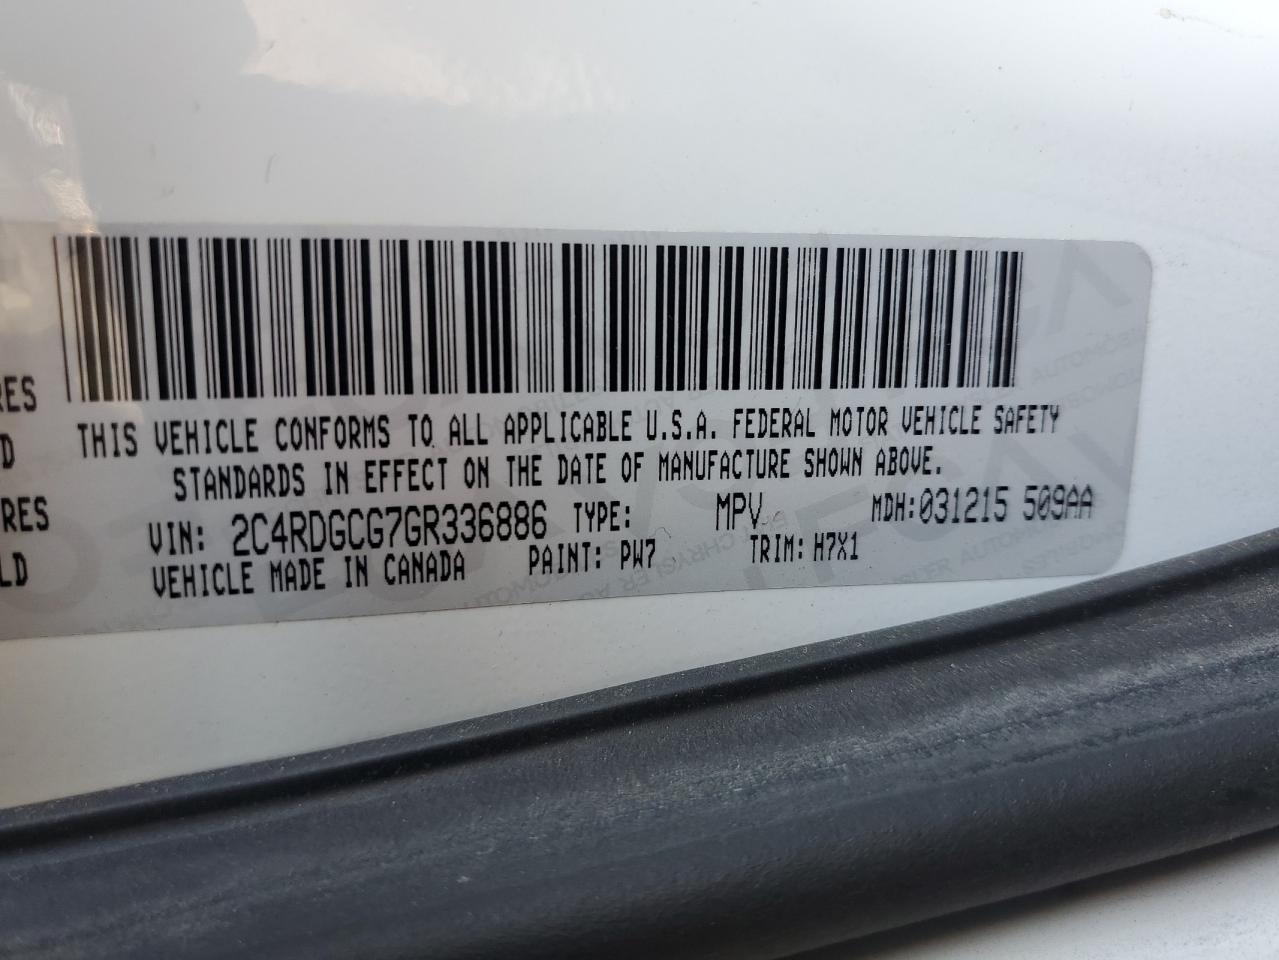 RES
D
RES
LD
THIS VEHICLE CONFORMS TO ALL APPLICABLE U.S.A. FEDERAL MOTOR VEHICLE SAFETY
STANDARDS IN EFFECT ON THE DATE OF MANUFACTURE SHOWN ABOVE.
VIN: 2C4RDGCG7GR336886 TYPE: MPV MDH:031215 509AA
VEHICLE MADE IN CANADA PAINT: PW7 TRIM: H7X1